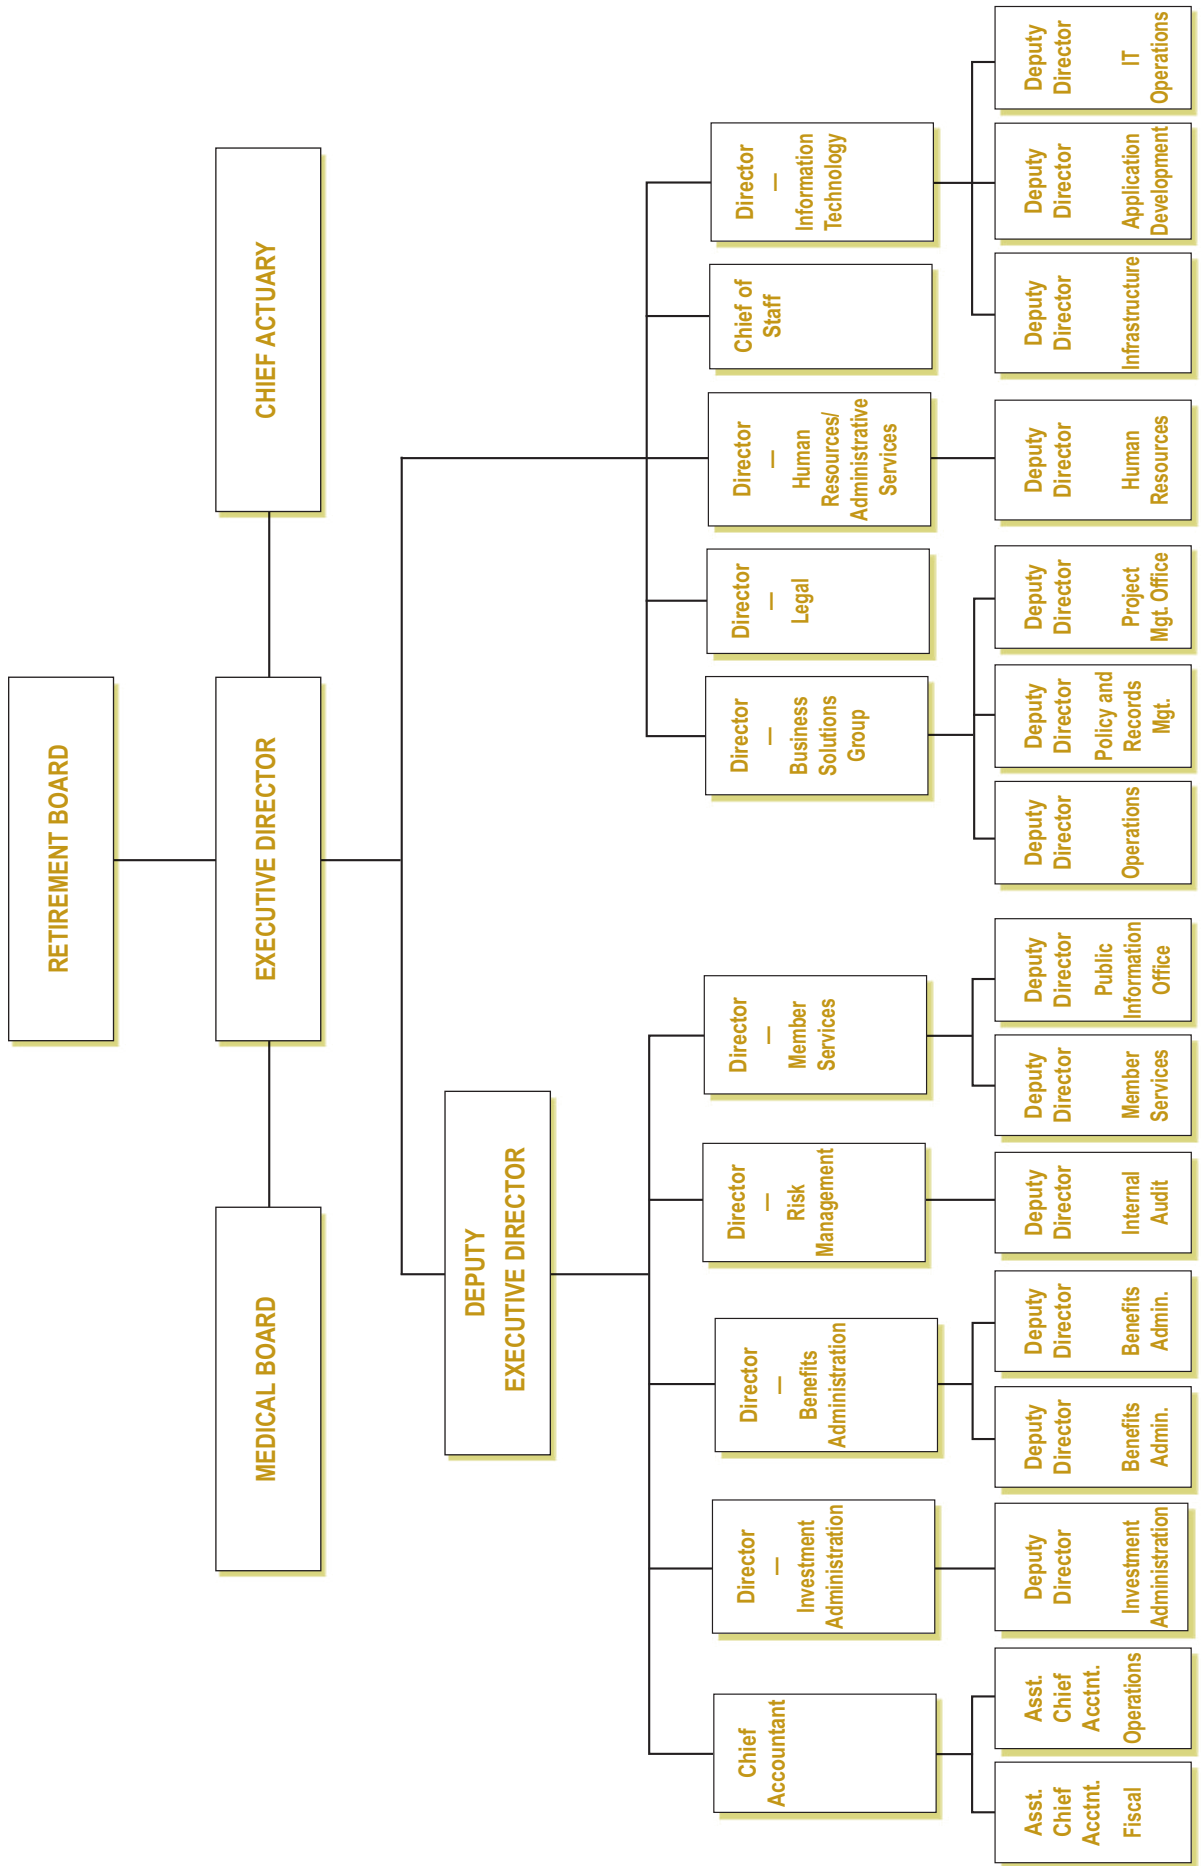 RETIREMENT BOARD
MEDICAL BOARD
EXECUTIVE DIRECTOR
CHIEF ACTUARY
DEPUTY
EXECUTIVE DIRECTOR
Chief
Accountant
Director
—
Investment
Administration
Director
—
Benefits
Administration
Director
—
Risk
Management
Director
—
Member
Services
Director
—
Business
Solutions
Group
Director
—
Legal
Director
—
Human
Resources/
Administrative
Services
Chief of
Staff
Director
—
Information
Technology
Asst.
Chief
Acctnt.
Fiscal
Asst.
Chief
Acctnt.
Operations
Deputy
Director
Investment
Administration
Deputy
Director
Benefits
Admin.
Deputy
Director
Benefits
Admin.
Deputy
Director
Internal
Audit
Deputy
Director
Member
Services
Deputy
Director
Public
Information
Office
Deputy
Director
Operations
Deputy
Director
Policy and
Records
Mgt.
Deputy
Director
Project
Mgt. Office
Deputy
Director
Human
Resources
Deputy
Director
Infrastructure
Deputy
Director
Application
Development
Deputy
Director
IT
Operations